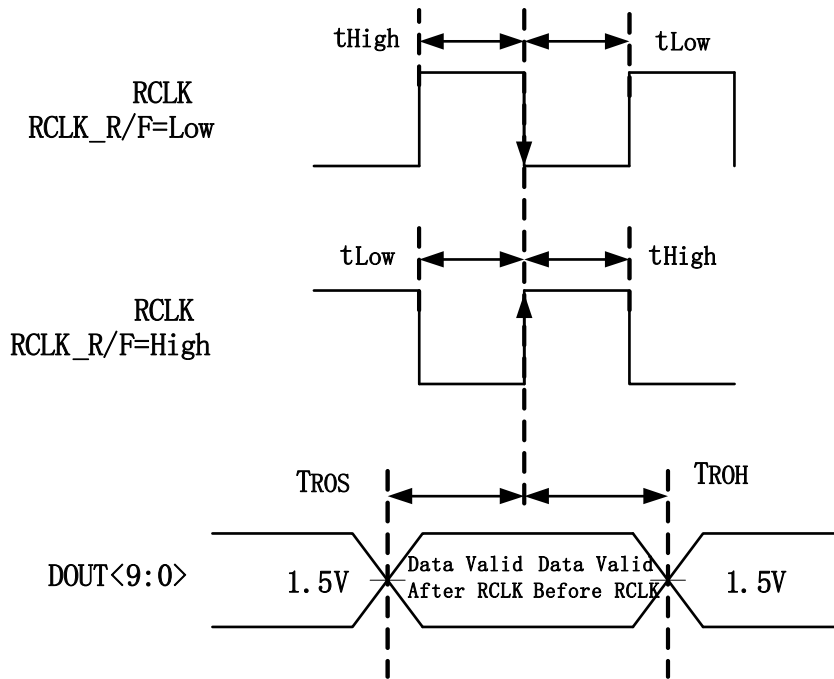 tHigh
tLow
RCLK
RCLK_R/F=Low
tLow
tHigh
RCLK
RCLK_R/F=High
TROS
TROH
DOUT<9:0>
1.5V
Data Valid
After RCLK
Data Valid
Before RCLK
1.5V